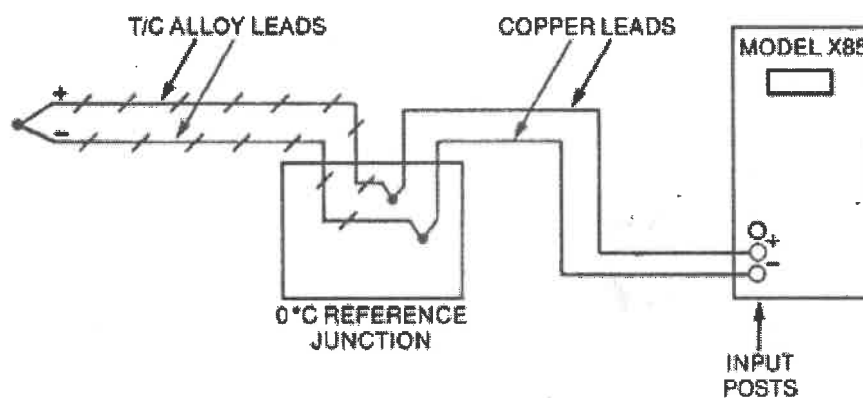 T/C ALLOY LEADS
COPPER LEADS
MODEL X85
+
−
0°C REFERENCE
JUNCTION
+
−
INPUT
POSTS